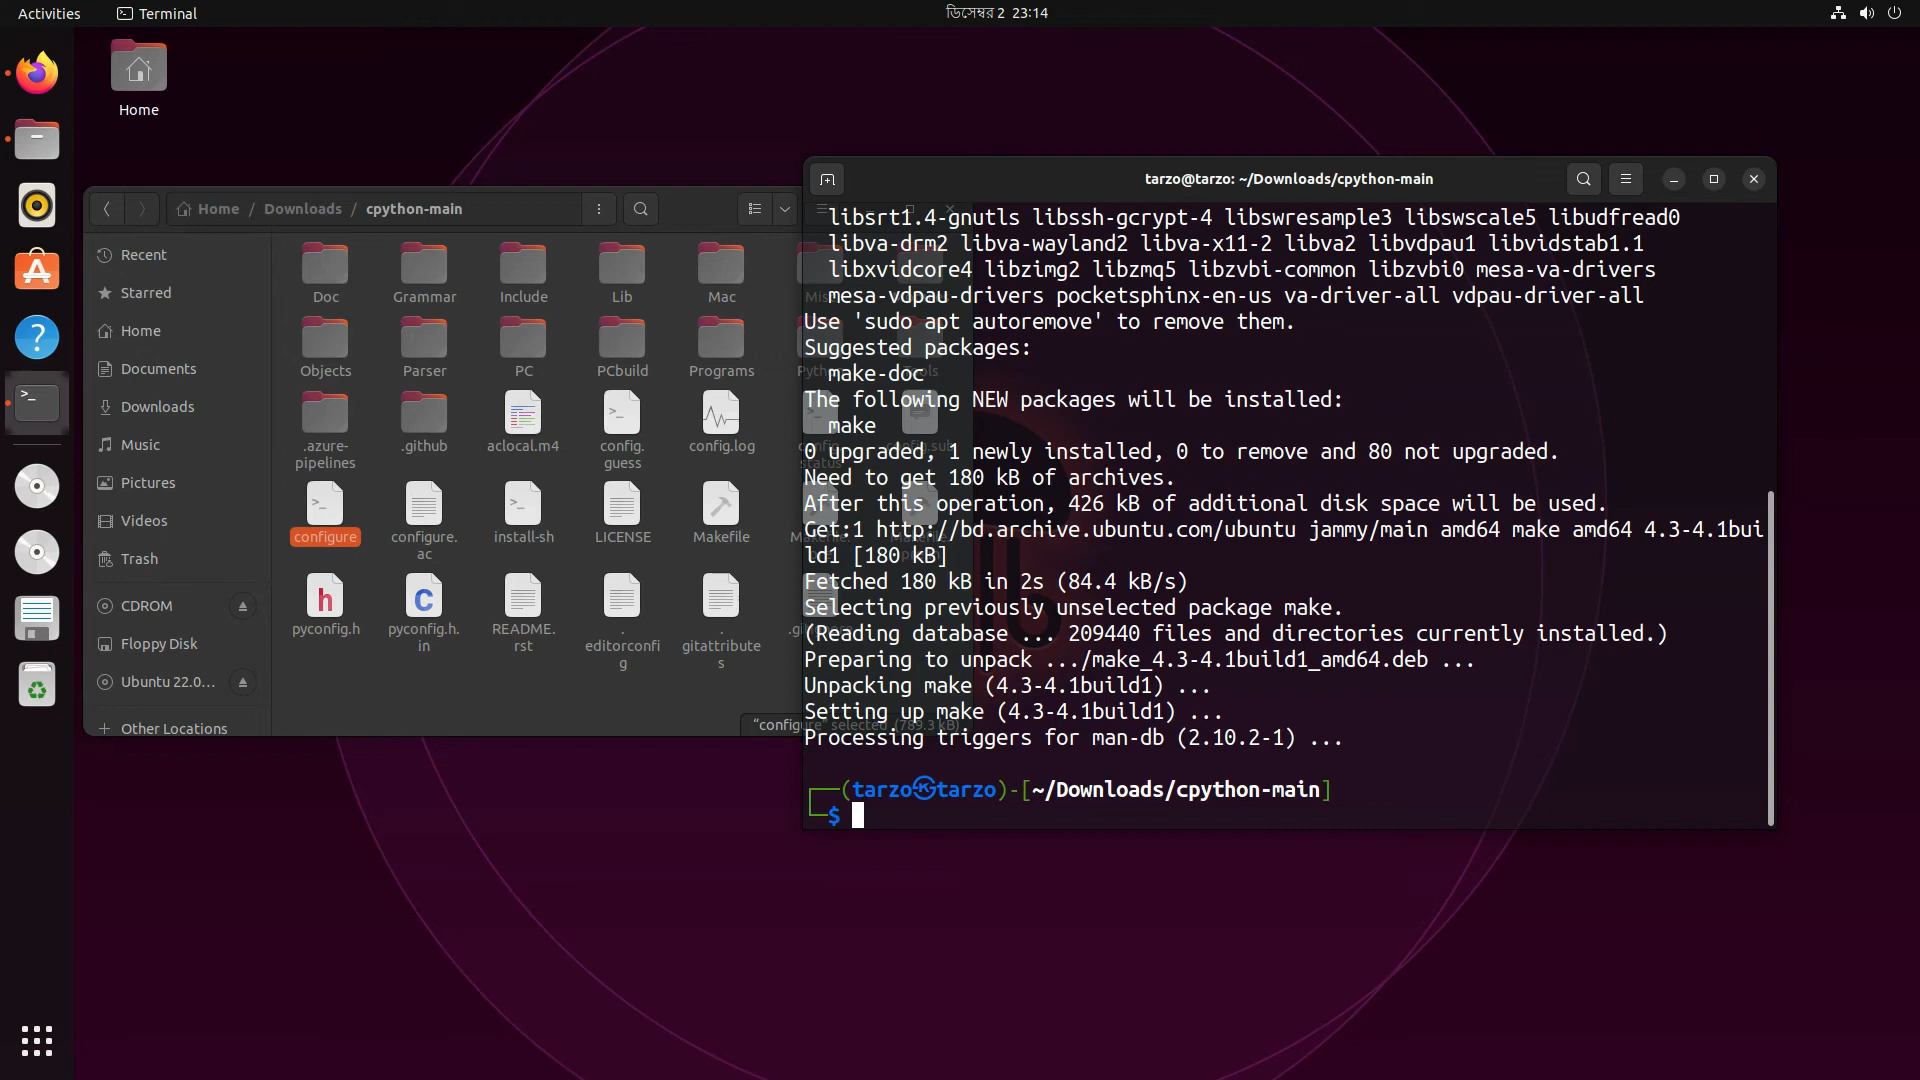 Activities
Terminal
ডিসেম্বর 2 23:14
Home
Home / Downloads / cpython-main
Recent
Starred
Home
Documents
Downloads
Music
Pictures
Videos
Trash
CDROM
Floppy Disk
Ubuntu 22.0...
Other Locations
Doc
Grammar
Include
Lib
Mac
Objects
Parser
PC
PCbuild
Programs
.azure-
pipelines
.github
aclocal.m4
config.
guess
config.log
configure
configure.
ac
install-sh
LICENSE
Makefile
pyconfig.h
pyconfig.h.
in
README.
rst
.
editorconfi
g
.
gitattribute
s
"configure" selected (789.3 kB)
tarzo@tarzo: ~/Downloads/cpython-main
libsrt1.4-gnutls libssh-gcrypt-4 libswresample3 libswscale5 libudfread0
libva-drm2 libva-wayland2 libva-x11-2 libva2 libvdpau1 libvidstab1.1
libxvidcore4 libzimg2 libzmq5 libzvbi-common libzvbi0 mesa-va-drivers
mesa-vdpau-drivers pocketsphinx-en-us va-driver-all vdpau-driver-all
Use 'sudo apt autoremove' to remove them.
Suggested packages:
make-doc
The following NEW packages will be installed:
make
0 upgraded, 1 newly installed, 0 to remove and 80 not upgraded.
Need to get 180 kB of archives.
After this operation, 426 kB of additional disk space will be used.
Get:1 http://bd.archive.ubuntu.com/ubuntu jammy/main amd64 make amd64 4.3-4.1bui
ld1 [180 kB]
Fetched 180 kB in 2s (84.4 kB/s)
Selecting previously unselected package make.
(Reading database ... 209440 files and directories currently installed.)
Preparing to unpack .../make_4.3-4.1build1_amd64.deb ...
Unpacking make (4.3-4.1build1) ...
Setting up make (4.3-4.1build1) ...
Processing triggers for man-db (2.10.2-1) ...
┌──(tarzo㉿tarzo)-[~/Downloads/cpython-main]
└─$